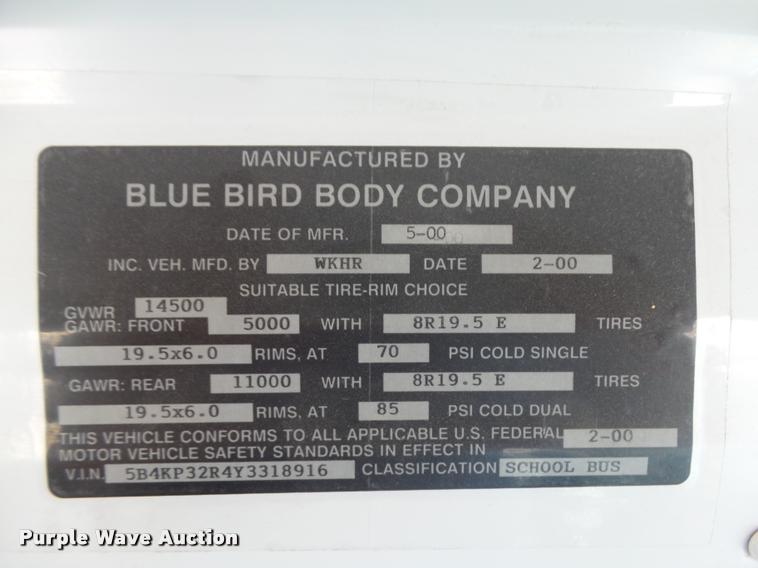 MANUFACTURED BY
BLUE BIRD BODY COMPANY
DATE OF MFR. 5-00
INC. VEH. MFD. BY WKHR DATE 2-00
SUITABLE TIRE-RIM CHOICE
GVWR 14500
GAWR: FRONT 5000 WITH 8R19.5 E TIRES
19.5x6.0 RIMS, AT 70 PSI COLD SINGLE
GAWR: REAR 11000 WITH 8R19.5 E TIRES
19.5x6.0 RIMS, AT 85 PSI COLD DUAL
THIS VEHICLE CONFORMS TO ALL APPLICABLE U.S. FEDERAL 2-00
MOTOR VEHICLE SAFETY STANDARDS IN EFFECT IN
V.I.N. 5B4KP32R4Y3318916 CLASSIFICATION SCHOOL BUS
Purple Wave Auction